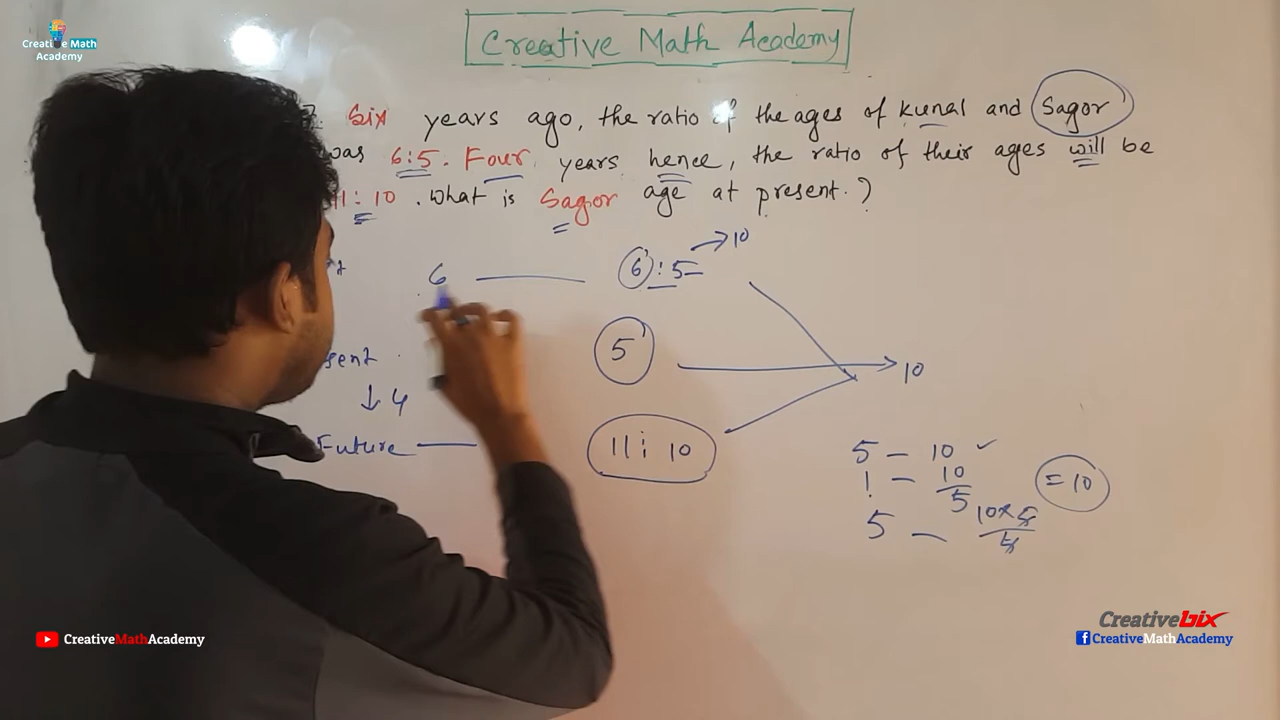 Creative Math
Academy
Creative Math Academy
7. Six years ago, the ratio of the ages of kunal and Sagor
was 6:5. Four years hence, the ratio of their ages will be
11:10. What is Sagor age at present.?
6 — 6:5 → 10
5 → 10
↓ 4
Future — 11:10
5 — 10 ✓
1 — 10/5 = 10
5 — 10×5/5
CreativeMathAcademy
Creativebix
CreativeMathAcademy